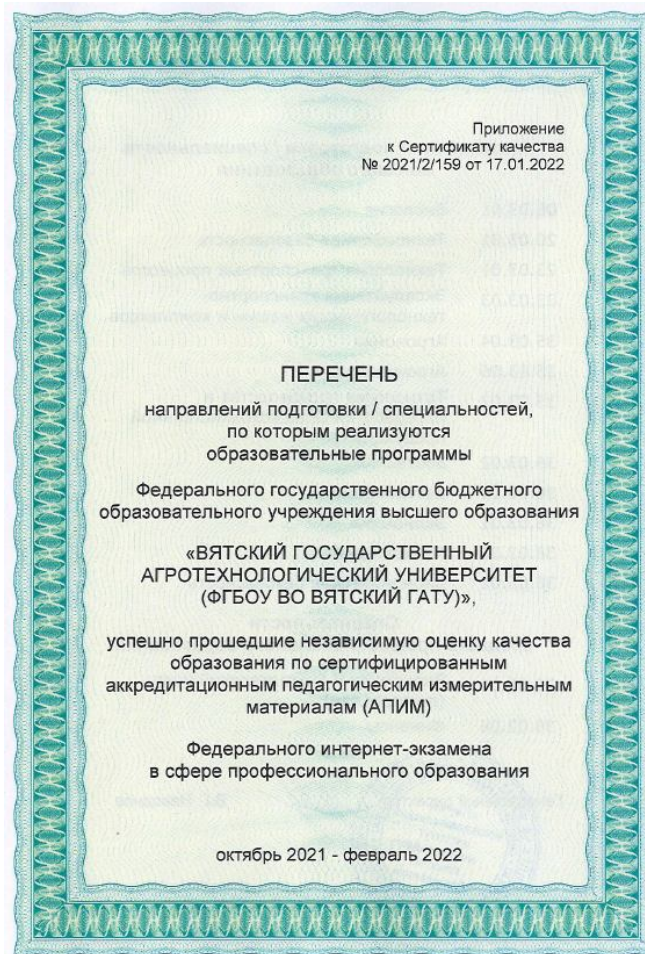 Приложение
к Сертификату качества
№ 2021/2/159 от 17.01.2022
ПЕРЕЧЕНЬ
направлений подготовки / специальностей,
по которым реализуются
образовательные программы
Федерального государственного бюджетного
образовательного учреждения высшего образования
«ВЯТСКИЙ ГОСУДАРСТВЕННЫЙ
АГРОТЕХНОЛОГИЧЕСКИЙ УНИВЕРСИТЕТ
(ФГБОУ ВО ВЯТСКИЙ ГАТУ)»,
успешно прошедшие независимую оценку качества
образования по сертифицированным
аккредитационным педагогическим измерительным
материалам (АПИМ)
Федерального интернет-экзамена
в сфере профессионального образования
октябрь 2021 - февраль 2022